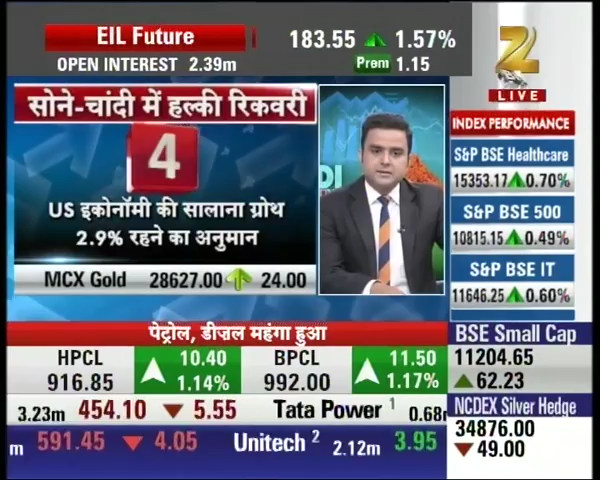 EIL Future
183.55 1.57%
OPEN INTEREST 2.39m
Prem 1.15
LIVE
सोने-चांदी में हल्की रिकवरी
4
US इकोनॉमी की सालाना ग्रोथ
2.9% रहने का अनुमान
MCX Gold 28627.00 24.00
INDEX PERFORMANCE
S&P BSE Healthcare
15353.17 0.70%
S&P BSE 500
10815.15 0.49%
S&P BSE IT
11646.25 0.60%
पेट्रोल, डीज़ल महंगा हुआ
HPCL 10.40 BPCL 11.50
916.85 1.14% 992.00 1.17%
BSE Small Cap
11204.65
62.23
3.23m 454.10 5.55 Tata Power 1 0.68
NCDEX Silver Hedge
34876.00
49.00
m 591.45 4.05 Unitech 2 2.12m 3.95